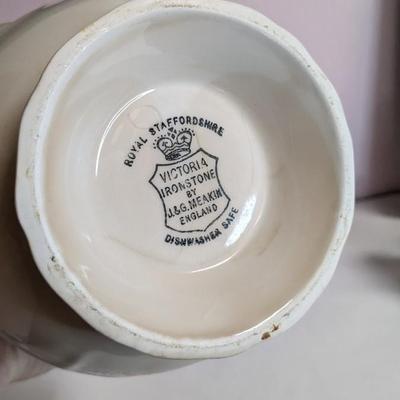 ROYAL STAFFORDSHIRE
VICTORIA
IRONSTONE
BY
J.&G. MEAKIN
ENGLAND
DISHWASHER SAFE